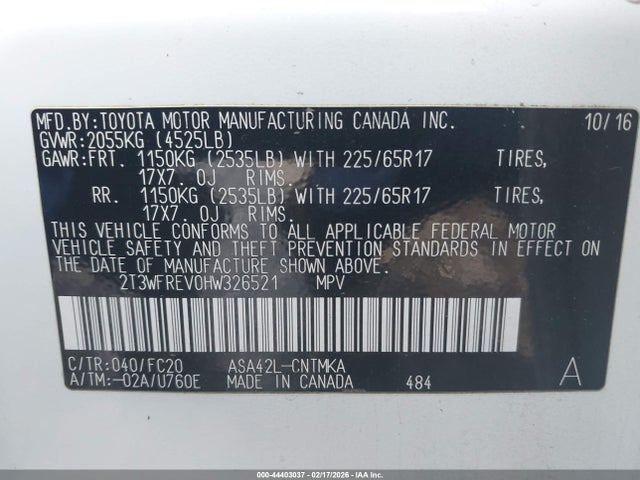 MFD.BY:TOYOTA MOTOR MANUFACTURING CANADA INC. 10/16
GVWR:2055KG (4525LB)
GAWR:FRT. 1150KG (2535LB) WITH 225/65R17 TIRES,
17X7.0J RIMS.
RR. 1150KG (2535LB) WITH 225/65R17 TIRES,
17X7.0J RIMS.
THIS VEHICLE CONFORMS TO ALL APPLICABLE FEDERAL MOTOR
VEHICLE SAFETY AND THEFT PREVENTION STANDARDS IN EFFECT ON
THE DATE OF MANUFACTURE SHOWN ABOVE.
2T3WFREV0HW326521 MPV
C/TR:040/FC20 ASA42L-CNTMKA
A/TM:-02A/U760E MADE IN CANADA 484 A
000-44403037 - 02/17/2026 - IAA Inc.